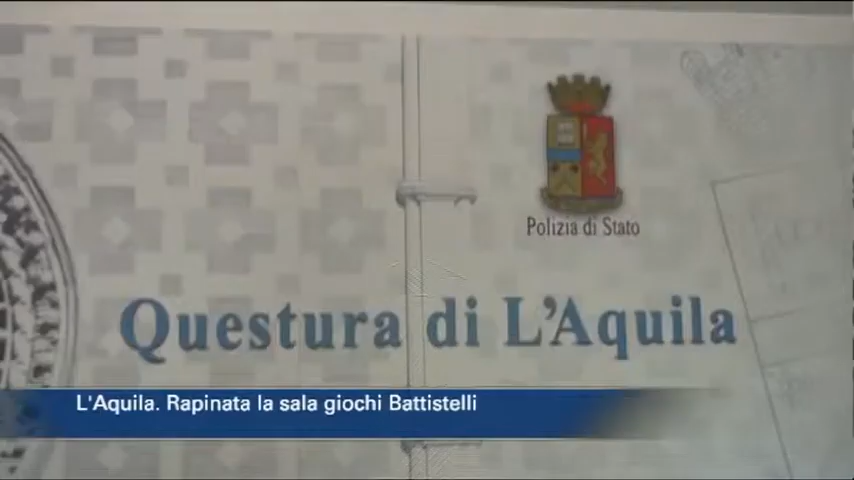 Polizia di Stato
Questura di L'Aquila
L'Aquila. Rapinata la sala giochi Battistelli